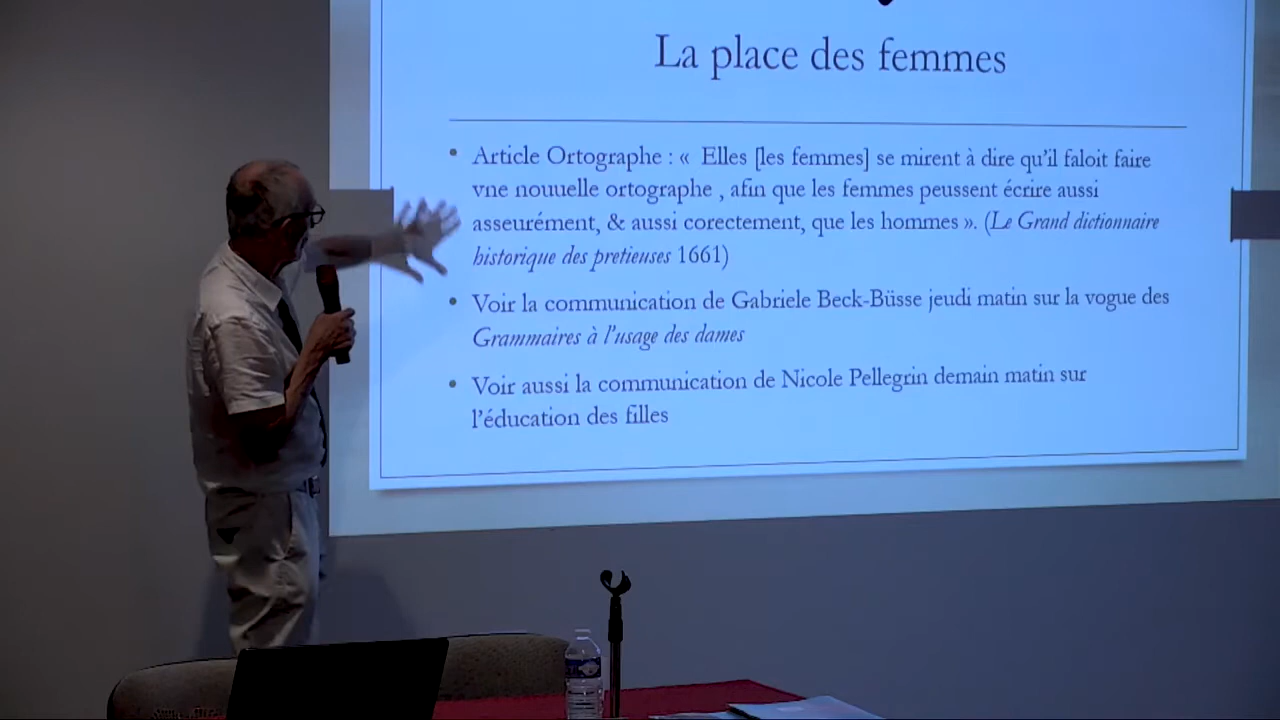 La place des femmes
• Article Ortographe : « Elles [les femmes] se mirent à dire qu'il faloit faire
vne nouuelle ortographe , afin que les femmes peussent écrire aussi
asseurément, & aussi corectement, que les hommes ». (Le Grand dictionnaire
historique des pretieuses 1661)
• Voir la communication de Gabriele Beck-Büsse jeudi matin sur la vogue des
Grammaires à l'usage des dames
• Voir aussi la communication de Nicole Pellegrin demain matin sur
l'éducation des filles